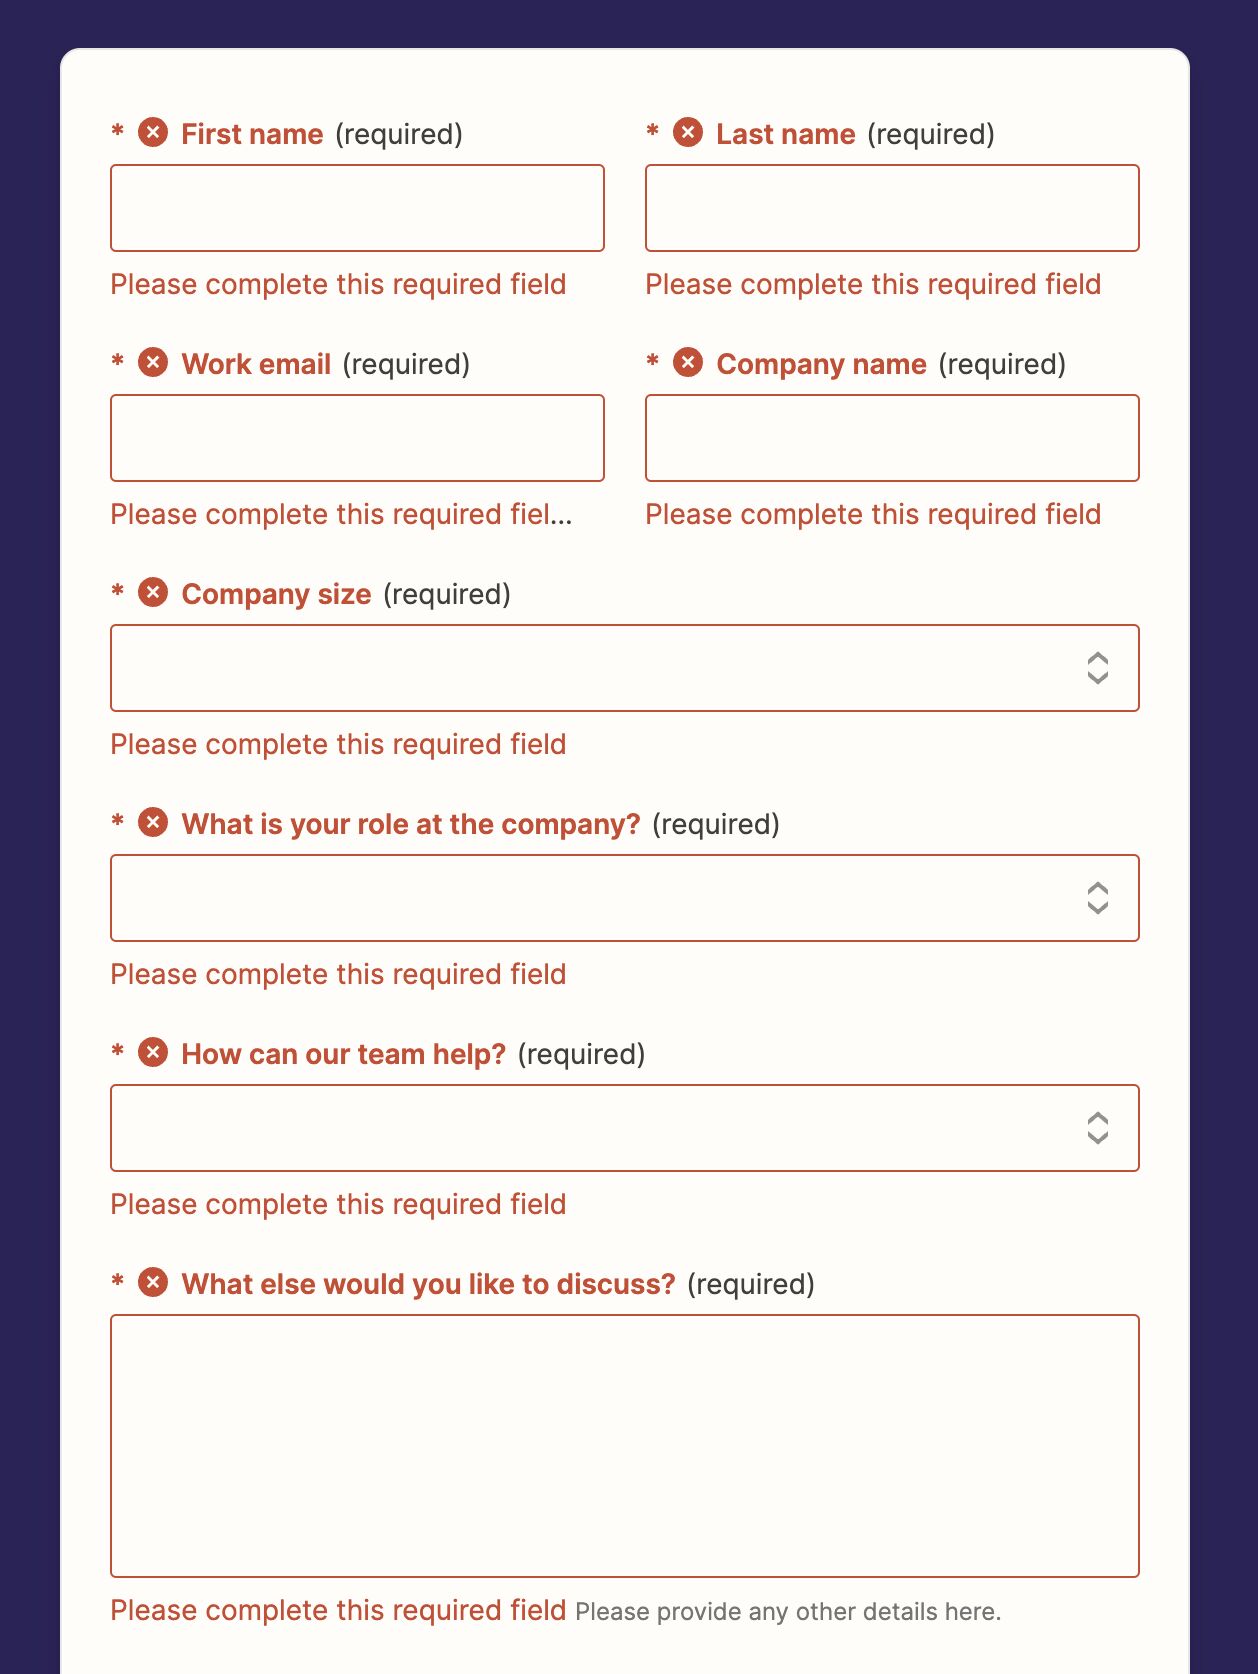 * First name (required) * Last name (required)
Please complete this required field Please complete this required field
* Work email (required) * Company name (required)
Please complete this required fiel... Please complete this required field
* Company size (required)
Please complete this required field
* What is your role at the company? (required)
Please complete this required field
* How can our team help? (required)
Please complete this required field
* What else would you like to discuss? (required)
Please complete this required field Please provide any other details here.